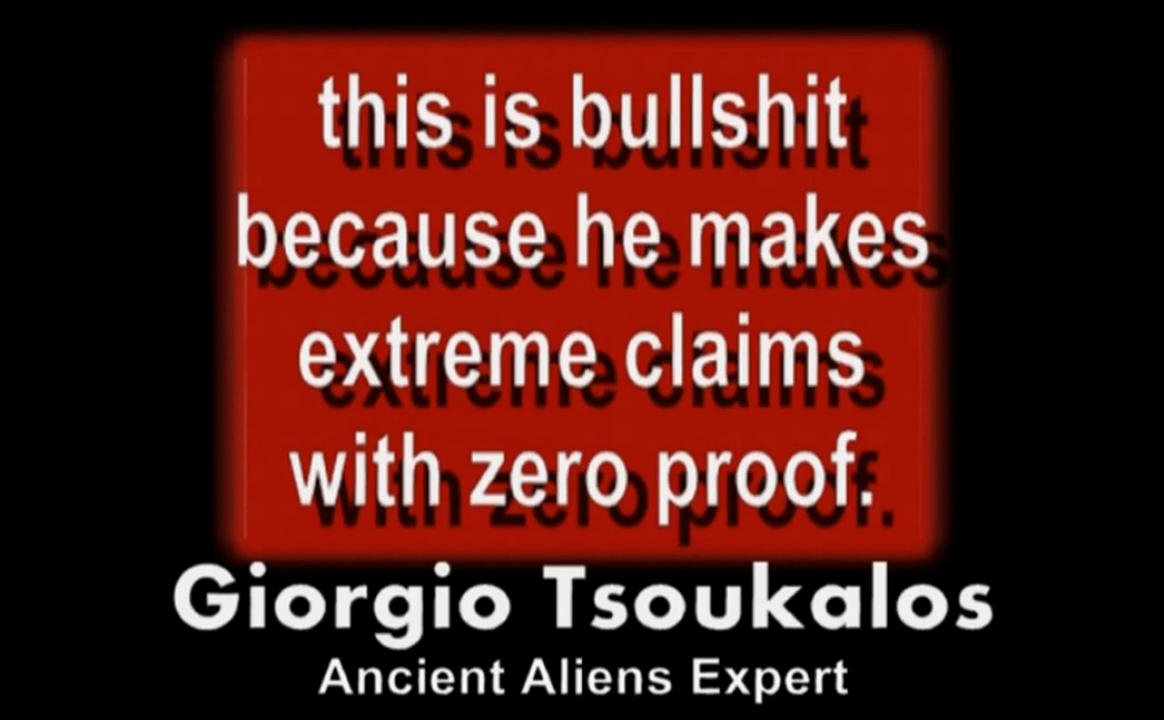 this is bullshit
because he makes
extreme claims
with zero proof.
Giorgio Tsoukalos
Ancient Aliens Expert